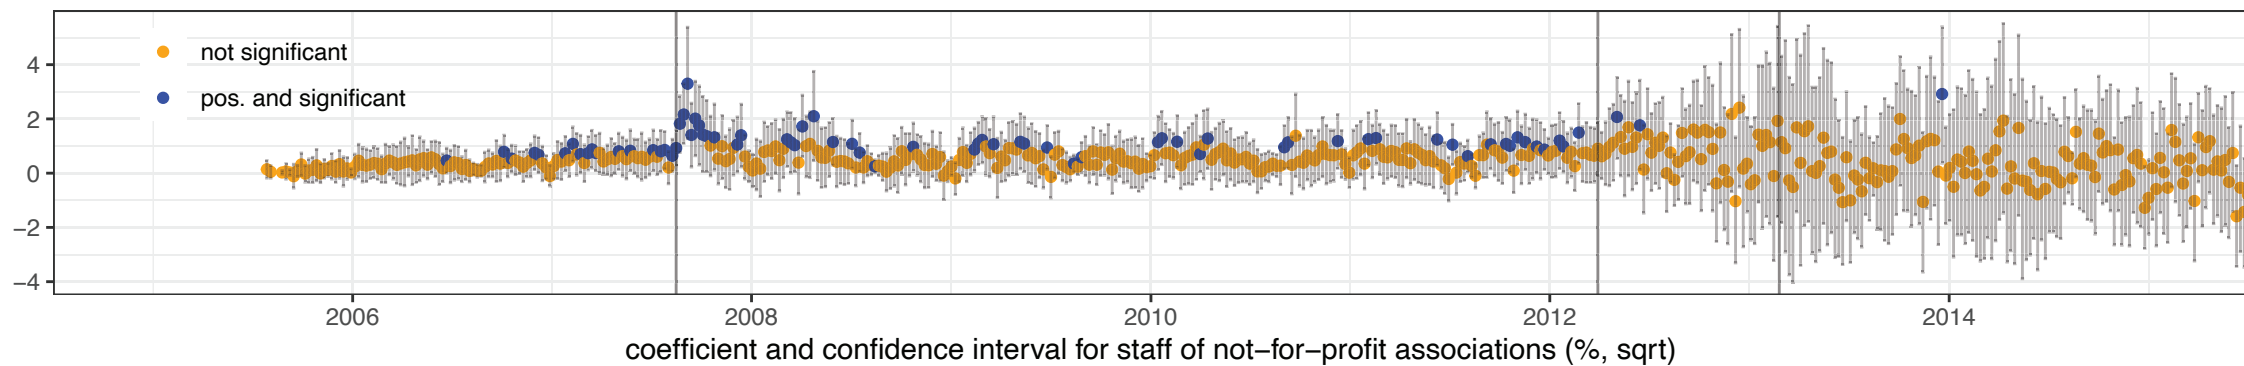 not significant
pos. and significant
4
2
0
−2
−4
2006 2008 2010 2012 2014
coefficient and confidence interval for staff of not−for−profit associations (%, sqrt)